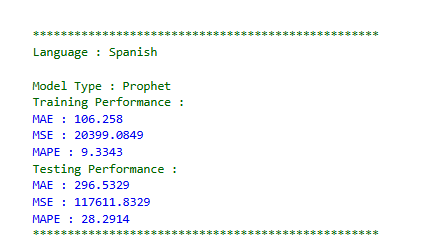 **************************************************
Language : Spanish
Model Type : Prophet
Training Performance :
MAE : 106.258
MSE : 20399.0849
MAPE : 9.3343
Testing Performance :
MAE : 296.5329
MSE : 117611.8329
MAPE : 28.2914
**************************************************